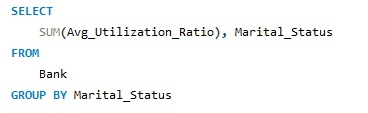 SELECT
SUM(Avg_Utilization_Ratio), Marital_Status
FROM
Bank
GROUP BY Marital_Status